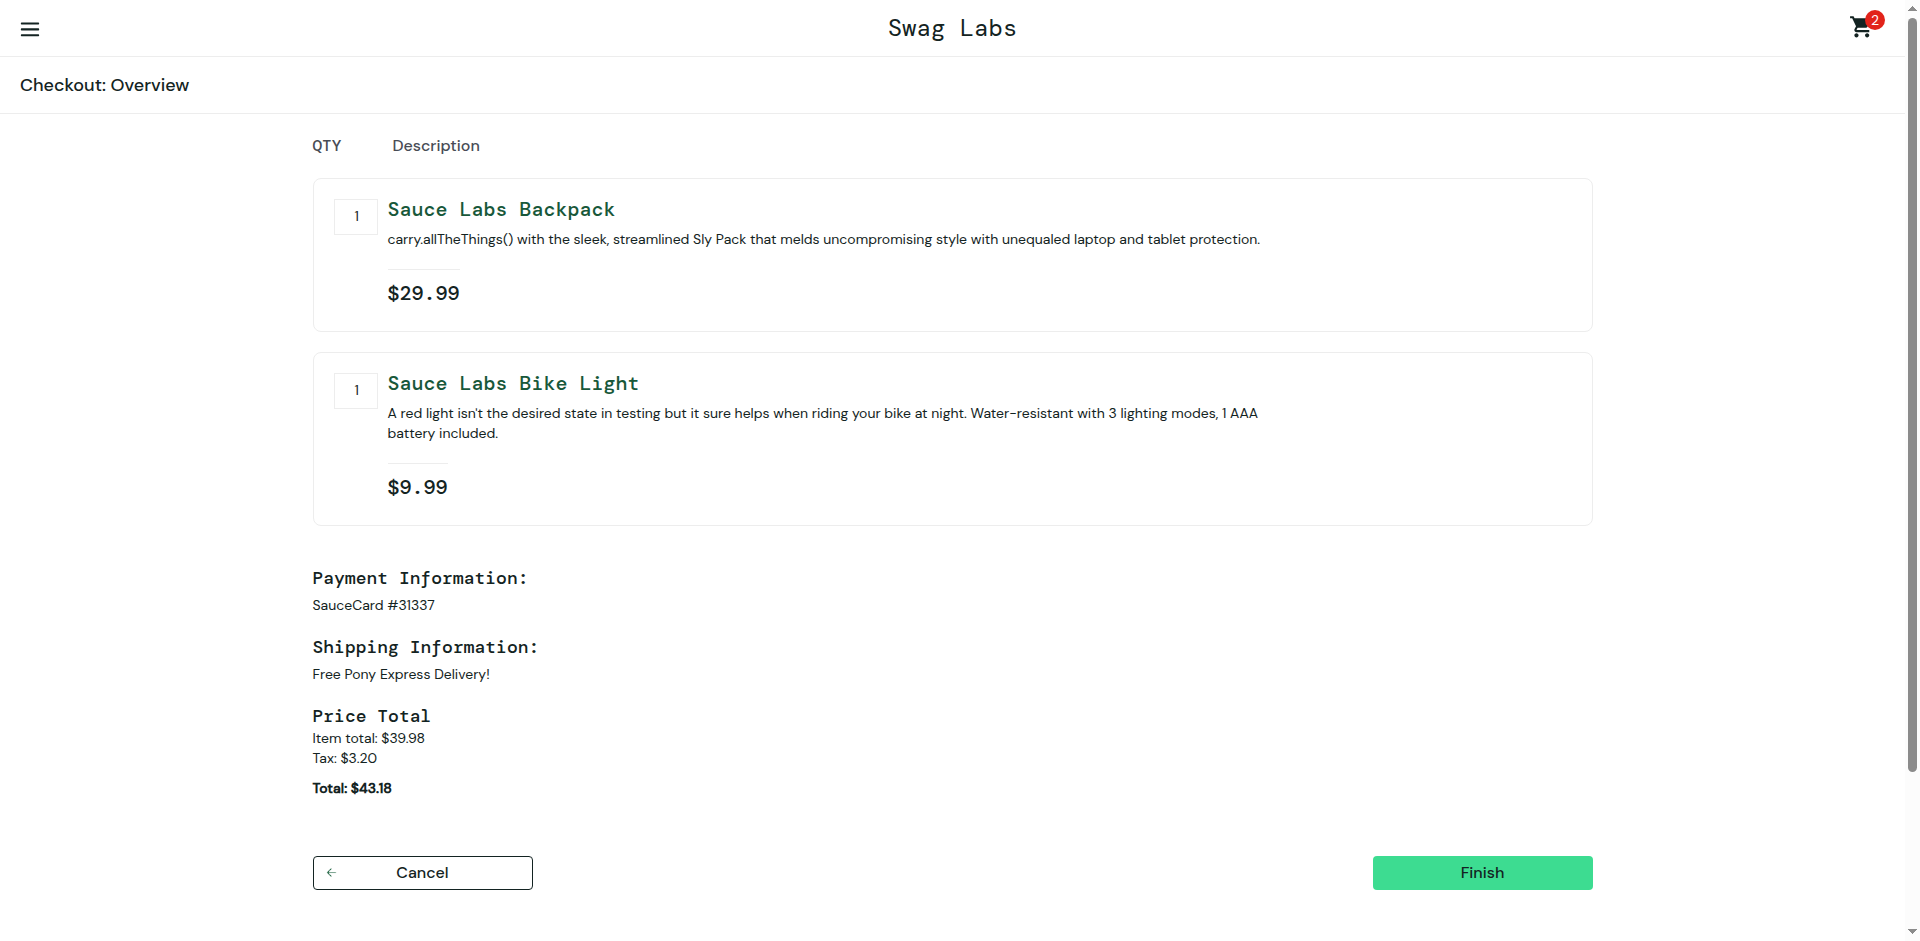 Swag Labs
2
Checkout: Overview
QTY Description
1
Sauce Labs Backpack
carry.allTheThings() with the sleek, streamlined Sly Pack that melds uncompromising style with unequaled laptop and tablet protection.
$29.99
1
Sauce Labs Bike Light
A red light isn't the desired state in testing but it sure helps when riding your bike at night. Water-resistant with 3 lighting modes, 1 AAA
battery included.
$9.99
Payment Information:
SauceCard #31337
Shipping Information:
Free Pony Express Delivery!
Price Total
Item total: $39.98
Tax: $3.20
Total: $43.18
Cancel
Finish